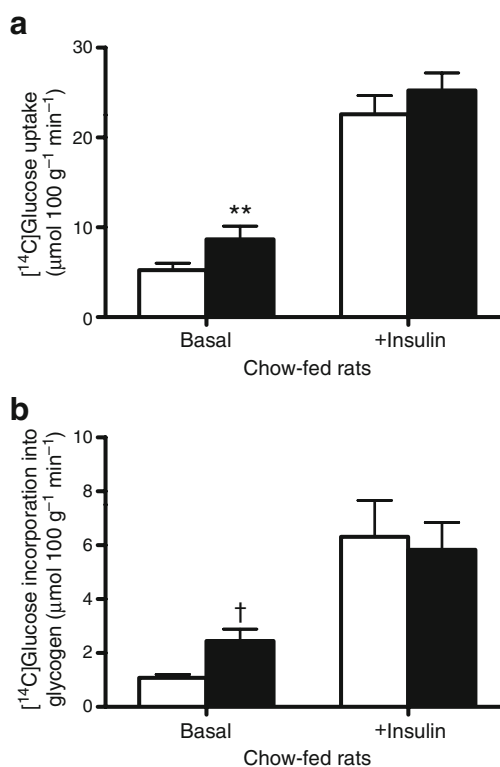 a
[¹⁴C]Glucose uptake
(μmol 100 g⁻¹ min⁻¹)
30
20
10
0
**
Basal
+Insulin
Chow-fed rats
b
[¹⁴C]Glucose incorporation into
glycogen (μmol 100 g⁻¹ min⁻¹)
10
8
6
4
2
0
†
Basal
+Insulin
Chow-fed rats